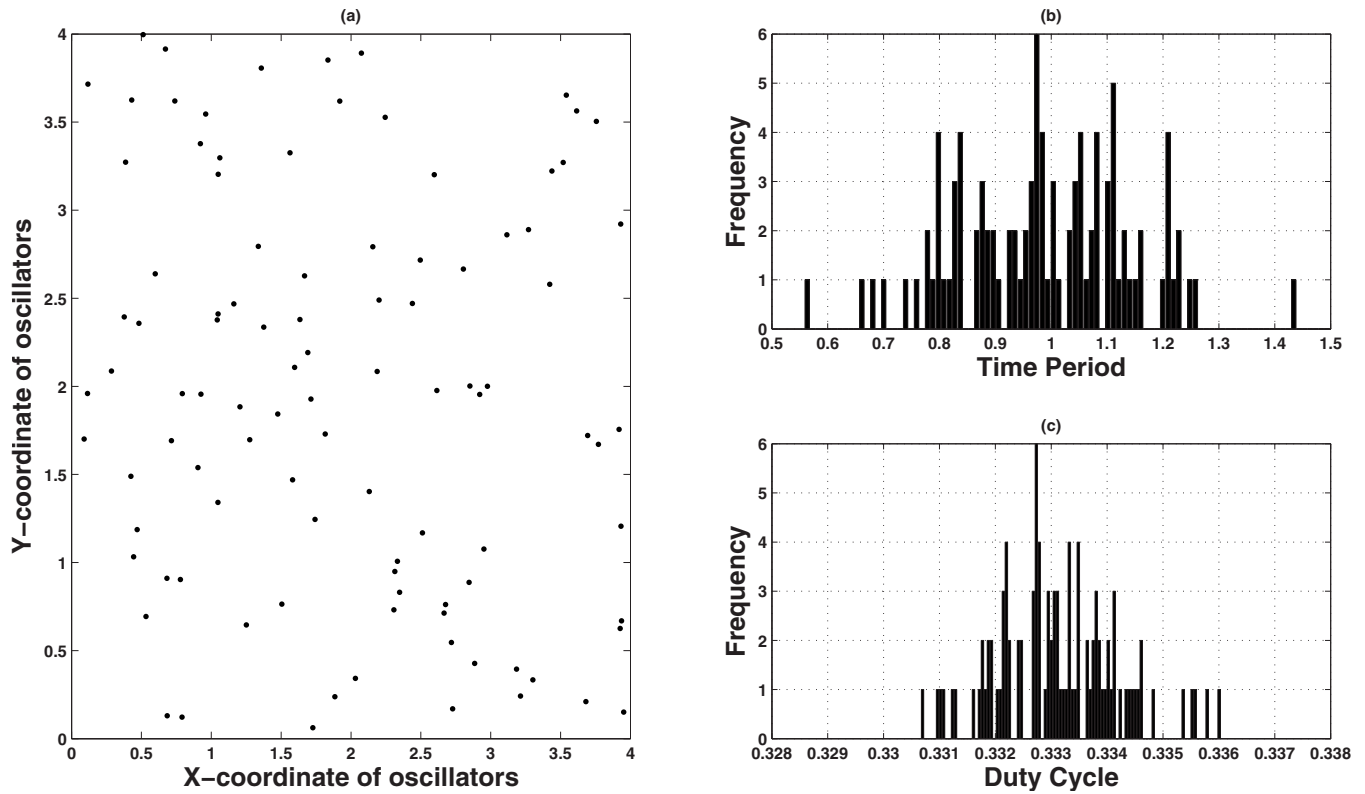 (a)
4
3.5
3
2.5
2
1.5
1
0.5
0
0 0.5 1 1.5 2 2.5 3 3.5 4
Y−coordinate of oscillators
X−coordinate of oscillators
(b)
6
5
4
3
2
1
0
0.5 0.6 0.7 0.8 0.9 1 1.1 1.2 1.3 1.4 1.5
Frequency
Time Period
(c)
6
5
4
3
2
1
0
0.328 0.329 0.33 0.331 0.332 0.333 0.334 0.335 0.336 0.337 0.338
Frequency
Duty Cycle